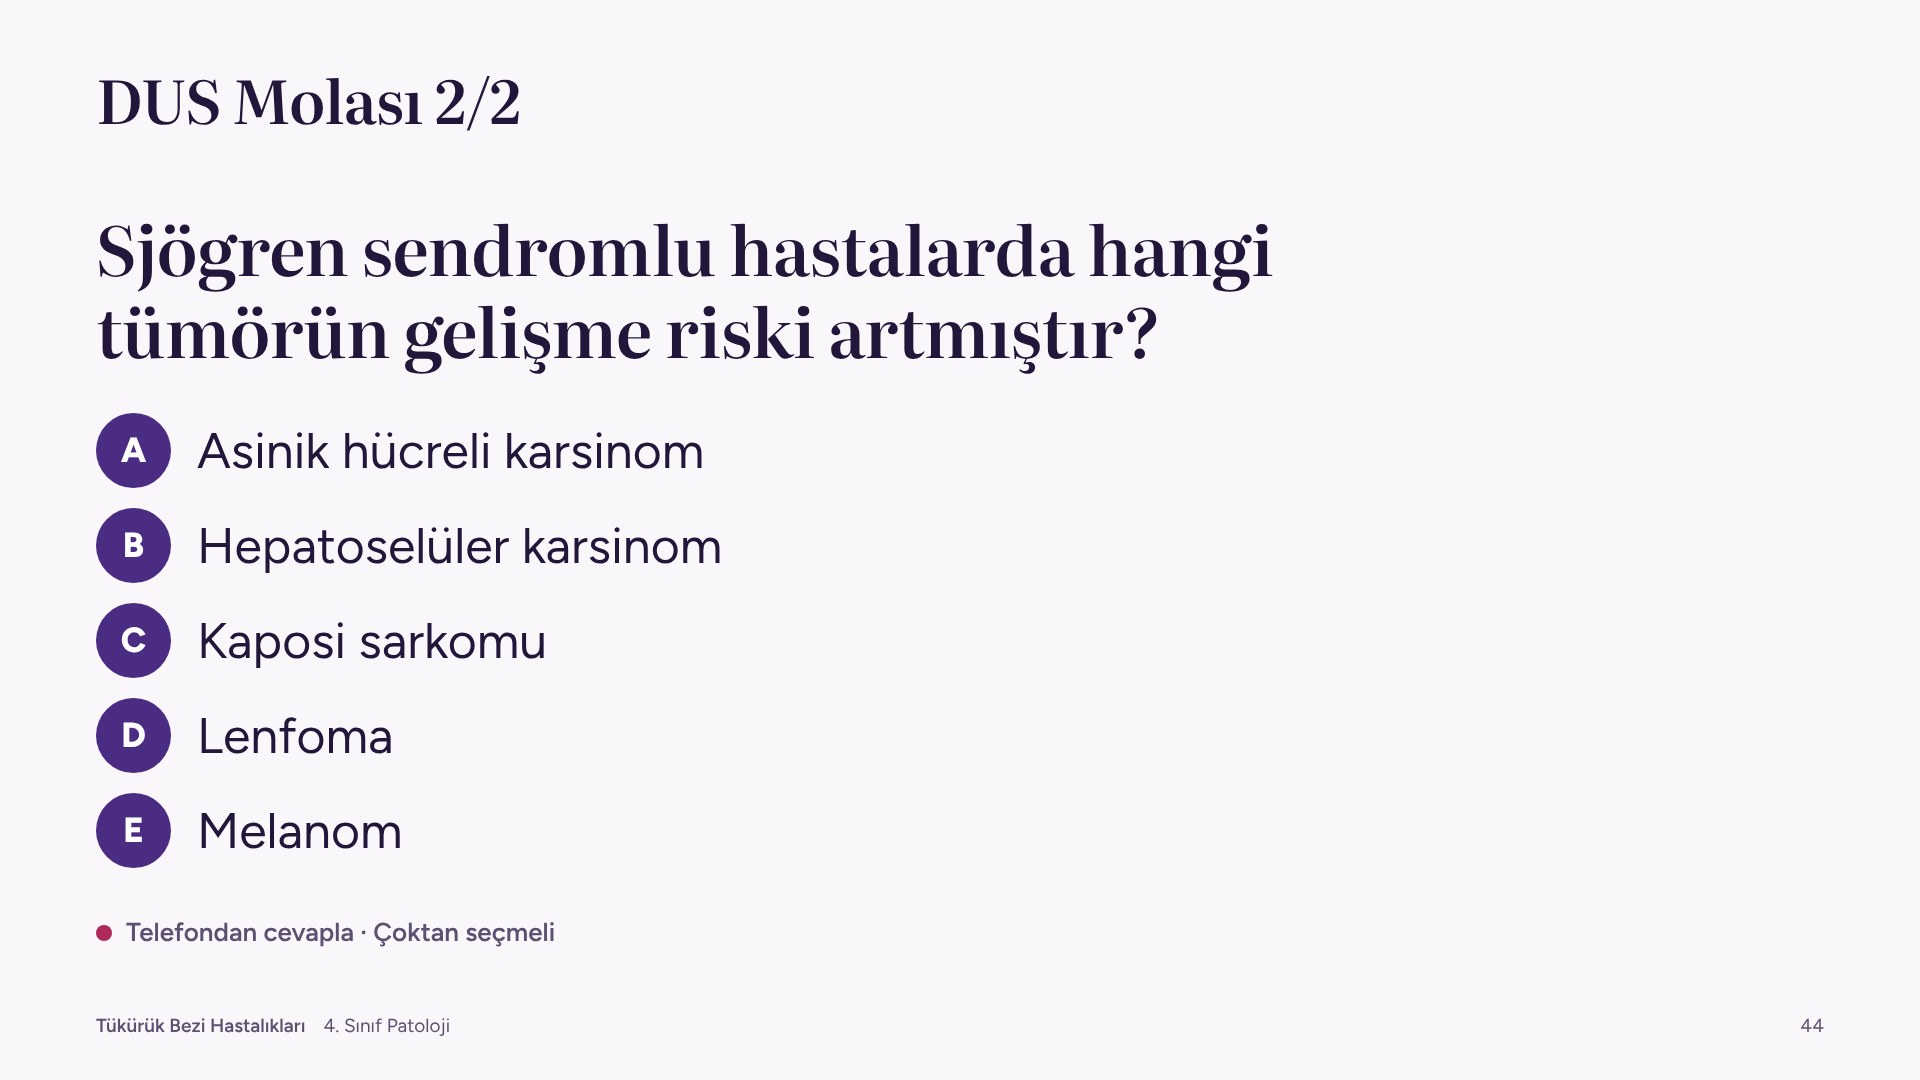 DUS Molası 2/2
Sjögren sendromlu hastalarda hangi
tümörün gelişme riski artmıştır?
A Asinik hücreli karsinom
B Hepatoselüler karsinom
C Kaposi sarkomu
D Lenfoma
E Melanom
Telefondan cevapla · Çoktan seçmeli
Tükürük Bezi Hastalıkları 4. Sınıf Patoloji 44